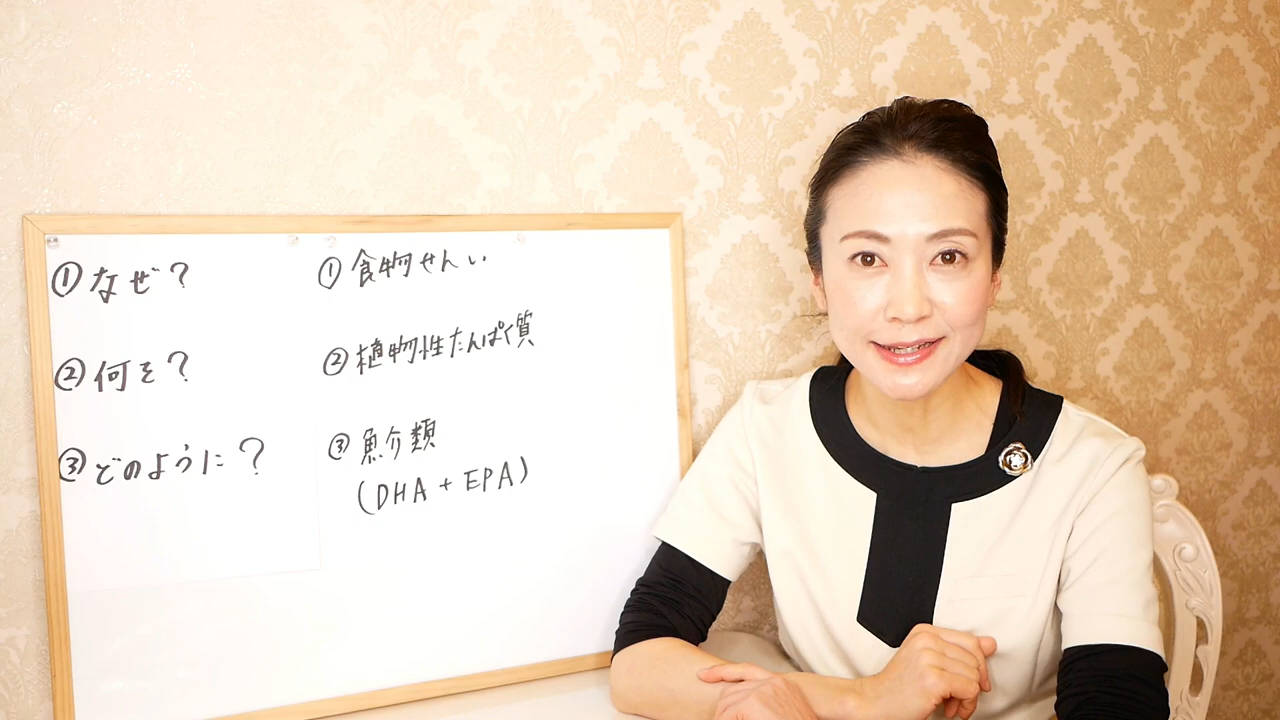 ①なぜ？
②何を？
③どのように？
①食物せんい
②植物性たんぱく質
③魚介類
(DHA+EPA)